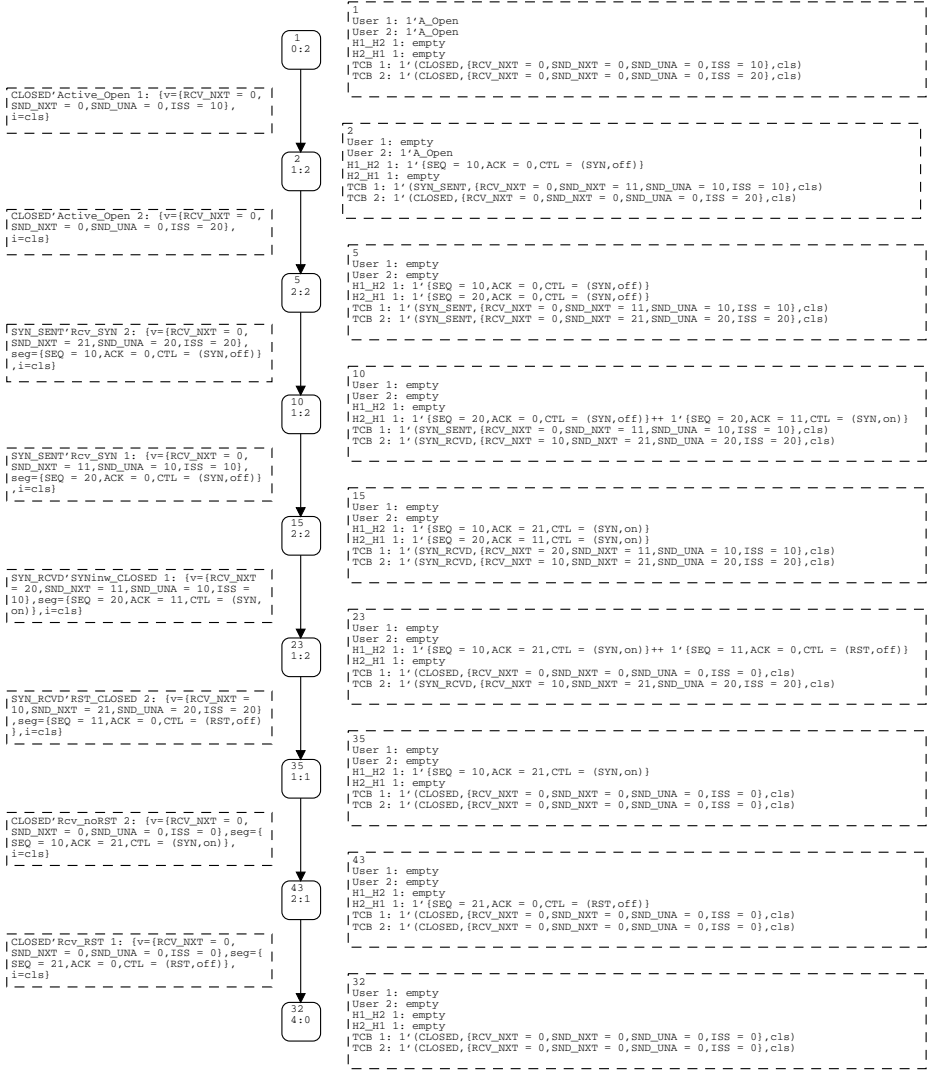 1
0:2
1
User 1: 1'A_Open
User 2: 1'A_Open
H1_H2 1: empty
H2_H1 1: empty
TCB 1: 1'(CLOSED,{RCV_NXT = 0,SND_NXT = 0,SND_UNA = 0,ISS = 10},cls)
TCB 2: 1'(CLOSED,{RCV_NXT = 0,SND_NXT = 0,SND_UNA = 0,ISS = 20},cls)
CLOSED'Active_Open 1: {v={RCV_NXT = 0,
SND_NXT = 0,SND_UNA = 0,ISS = 10},
i=cls}
2
1:2
2
User 1: empty
User 2: 1'A_Open
H1_H2 1: 1'{SEQ = 10,ACK = 0,CTL = (SYN,off)}
H2_H1 1: empty
TCB 1: 1'(SYN_SENT,{RCV_NXT = 0,SND_NXT = 11,SND_UNA = 10,ISS = 10},cls)
TCB 2: 1'(CLOSED,{RCV_NXT = 0,SND_NXT = 0,SND_UNA = 0,ISS = 20},cls)
CLOSED'Active_Open 2: {v={RCV_NXT = 0,
SND_NXT = 0,SND_UNA = 0,ISS = 20},
i=cls}
5
2:2
5
User 1: empty
User 2: empty
H1_H2 1: 1'{SEQ = 10,ACK = 0,CTL = (SYN,off)}
H2_H1 1: 1'{SEQ = 20,ACK = 0,CTL = (SYN,off)}
TCB 1: 1'(SYN_SENT,{RCV_NXT = 0,SND_NXT = 11,SND_UNA = 10,ISS = 10},cls)
TCB 2: 1'(SYN_SENT,{RCV_NXT = 0,SND_NXT = 21,SND_UNA = 20,ISS = 20},cls)
SYN_SENT'Rcv_SYN 2: {v={RCV_NXT = 0,
SND_NXT = 21,SND_UNA = 20,ISS = 20},
seg={SEQ = 10,ACK = 0,CTL = (SYN,off)}
,i=cls}
10
1:2
10
User 1: empty
User 2: empty
H1_H2 1: empty
H2_H1 1: 1'{SEQ = 20,ACK = 0,CTL = (SYN,off)}++ 1'{SEQ = 20,ACK = 11,CTL = (SYN,on)}
TCB 1: 1'(SYN_SENT,{RCV_NXT = 0,SND_NXT = 11,SND_UNA = 10,ISS = 10},cls)
TCB 2: 1'(SYN_RCVD,{RCV_NXT = 10,SND_NXT = 21,SND_UNA = 20,ISS = 20},cls)
SYN_SENT'Rcv_SYN 1: {v={RCV_NXT = 0,
SND_NXT = 11,SND_UNA = 10,ISS = 10},
seg={SEQ = 20,ACK = 0,CTL = (SYN,off)}
,i=cls}
15
2:2
15
User 1: empty
User 2: empty
H1_H2 1: 1'{SEQ = 10,ACK = 21,CTL = (SYN,on)}
H2_H1 1: 1'{SEQ = 20,ACK = 11,CTL = (SYN,on)}
TCB 1: 1'(SYN_RCVD,{RCV_NXT = 20,SND_NXT = 11,SND_UNA = 10,ISS = 10},cls)
TCB 2: 1'(SYN_RCVD,{RCV_NXT = 10,SND_NXT = 21,SND_UNA = 20,ISS = 20},cls)
SYN_RCVD'SYNinw_CLOSED 1: {v={RCV_NXT
= 20,SND_NXT = 11,SND_UNA = 10,ISS =
10},seg={SEQ = 20,ACK = 11,CTL = (SYN,
on)},i=cls}
23
1:2
23
User 1: empty
User 2: empty
H1_H2 1: 1'{SEQ = 10,ACK = 21,CTL = (SYN,on)}++ 1'{SEQ = 11,ACK = 0,CTL = (RST,off)}
H2_H1 1: empty
TCB 1: 1'(CLOSED,{RCV_NXT = 0,SND_NXT = 0,SND_UNA = 0,ISS = 0},cls)
TCB 2: 1'(SYN_RCVD,{RCV_NXT = 10,SND_NXT = 21,SND_UNA = 20,ISS = 20},cls)
SYN_RCVD'RST_CLOSED 2: {v={RCV_NXT =
10,SND_NXT = 21,SND_UNA = 20,ISS = 20}
,seg={SEQ = 11,ACK = 0,CTL = (RST,off)
},i=cls}
35
1:1
35
User 1: empty
User 2: empty
H1_H2 1: 1'{SEQ = 10,ACK = 21,CTL = (SYN,on)}
H2_H1 1: empty
TCB 1: 1'(CLOSED,{RCV_NXT = 0,SND_NXT = 0,SND_UNA = 0,ISS = 0},cls)
TCB 2: 1'(CLOSED,{RCV_NXT = 0,SND_NXT = 0,SND_UNA = 0,ISS = 0},cls)
CLOSED'Rcv_noRST 2: {v={RCV_NXT = 0,
SND_NXT = 0,SND_UNA = 0,ISS = 0},seg={
SEQ = 10,ACK = 21,CTL = (SYN,on)},
i=cls}
43
2:1
43
User 1: empty
User 2: empty
H1_H2 1: empty
H2_H1 1: 1'{SEQ = 21,ACK = 0,CTL = (RST,off)}
TCB 1: 1'(CLOSED,{RCV_NXT = 0,SND_NXT = 0,SND_UNA = 0,ISS = 0},cls)
TCB 2: 1'(CLOSED,{RCV_NXT = 0,SND_NXT = 0,SND_UNA = 0,ISS = 0},cls)
CLOSED'Rcv_RST 1: {v={RCV_NXT = 0,
SND_NXT = 0,SND_UNA = 0,ISS = 0},seg={
SEQ = 21,ACK = 0,CTL = (RST,off)},
i=cls}
32
4:0
32
User 1: empty
User 2: empty
H1_H2 1: empty
H2_H1 1: empty
TCB 1: 1'(CLOSED,{RCV_NXT = 0,SND_NXT = 0,SND_UNA = 0,ISS = 0},cls)
TCB 2: 1'(CLOSED,{RCV_NXT = 0,SND_NXT = 0,SND_UNA = 0,ISS = 0},cls)